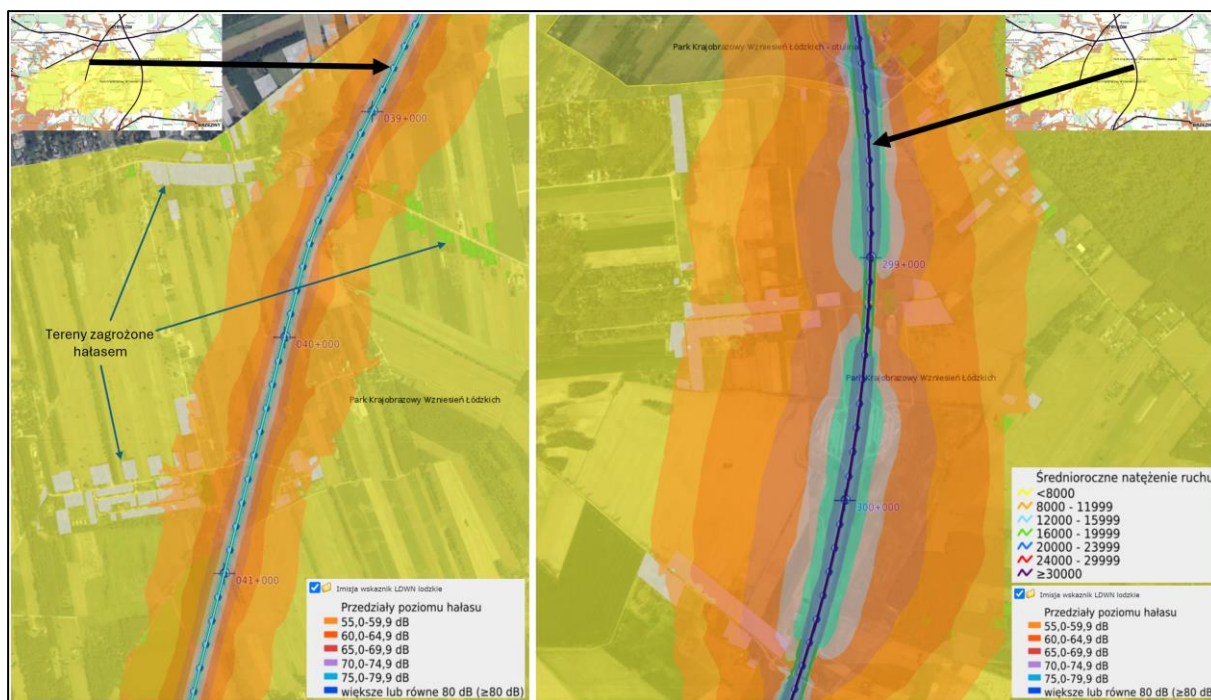 039+000
Tereny zagrożone
hałasem
040+000
Park Krajobrazowy Wzniesień Łódzkich
041+000
Imisja wskaznik LDWN lodzkie
Przedziały poziomu hałasu
55,0-59,9 dB
60,0-64,9 dB
65,0-69,9 dB
70,0-74,9 dB
75,0-79,9 dB
większe lub równe 80 dB (≥80 dB)
Park Krajobrazowy Wzniesień Łódzkich - otulina
299+000
Park Krajobrazowy Wzniesień Łódzkich
300+000
Średnioroczne natężenie ruchu
<8000
8000 - 11999
12000 - 15999
16000 - 19999
20000 - 23999
24000 - 29999
≥30000
Imisja wskaznik LDWN lodzkie
Przedziały poziomu hałasu
55,0-59,9 dB
60,0-64,9 dB
65,0-69,9 dB
70,0-74,9 dB
75,0-79,9 dB
większe lub równe 80 dB (≥80 dB)